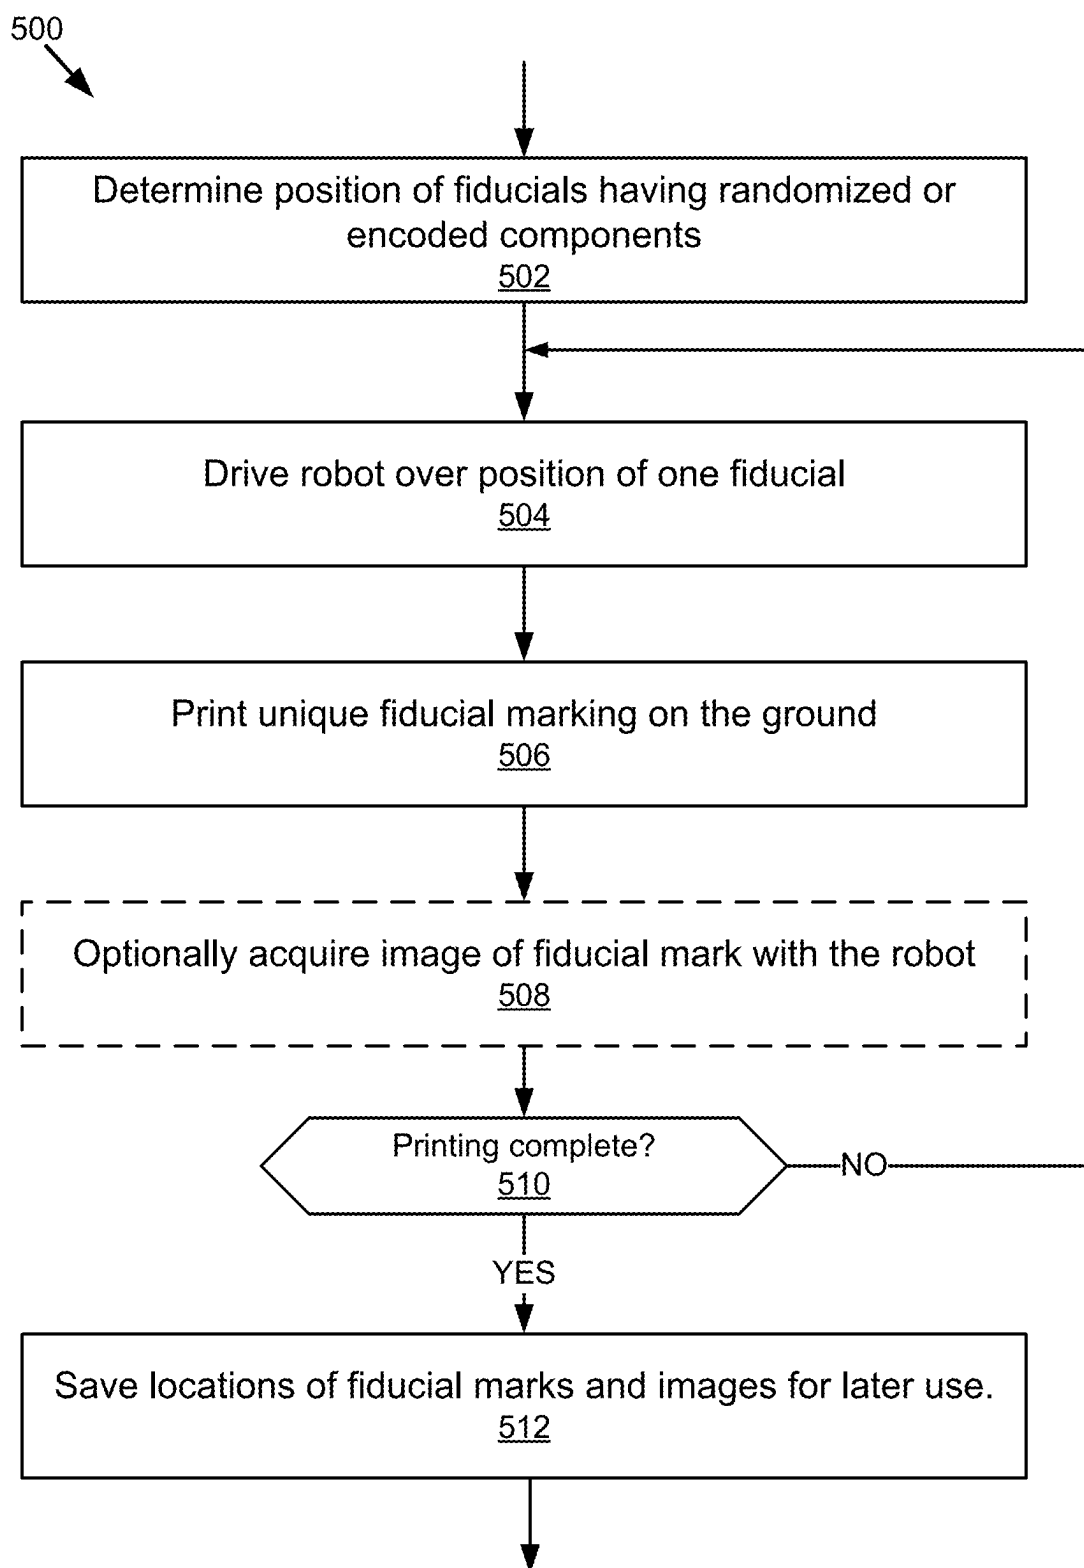 500
Determine position of fiducials having randomized or
encoded components
502
Drive robot over position of one fiducial
504
Print unique fiducial marking on the ground
506
Optionally acquire image of fiducial mark with the robot
508
Printing complete?
510
NO
YES
Save locations of fiducial marks and images for later use.
512